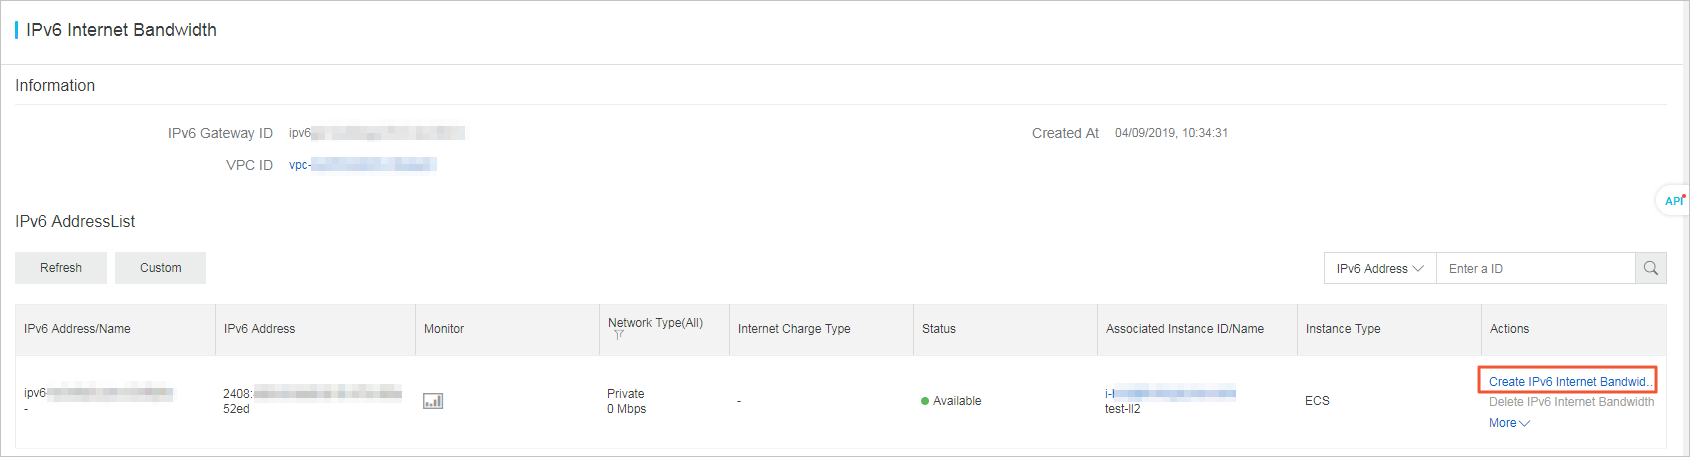 IPv6 Internet Bandwidth
Information
IPv6 Gateway ID ipv6
Created At 04/09/2019, 10:34:31
VPC ID vpc-
API
IPv6 AddressList
Refresh Custom IPv6 Address Enter a ID
IPv6 Address/Name IPv6 Address Monitor Network Type(All) Internet Charge Type Status Associated Instance ID/Name Instance Type Actions
ipv6
-
2408:
52ed
Private
0 Mbps
-
Available
i-
test-ll2
ECS
Create IPv6 Internet Bandwid...
Delete IPv6 Internet Bandwidth
More